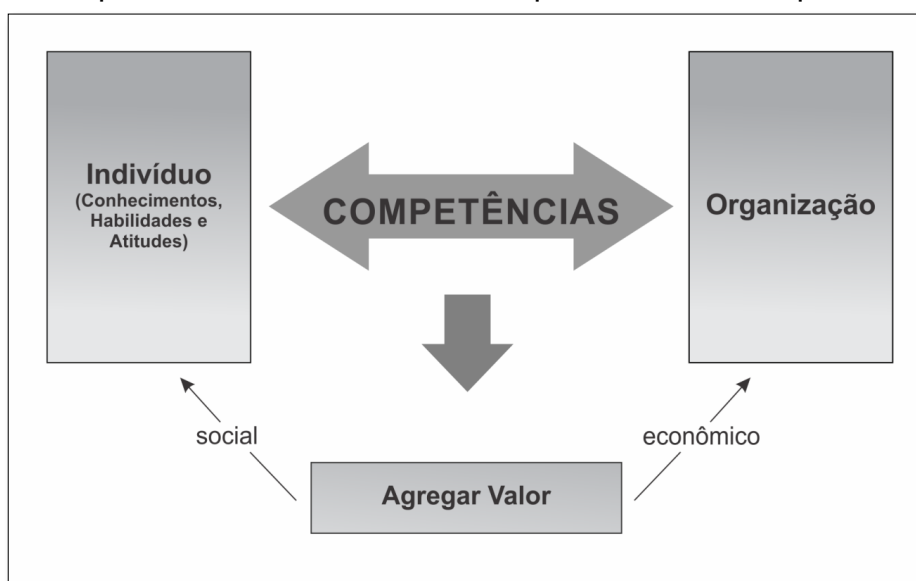 Indivíduo
(Conhecimentos,
Habilidades e
Atitudes)
COMPETÊNCIAS
Organização
social
econômico
Agregar Valor